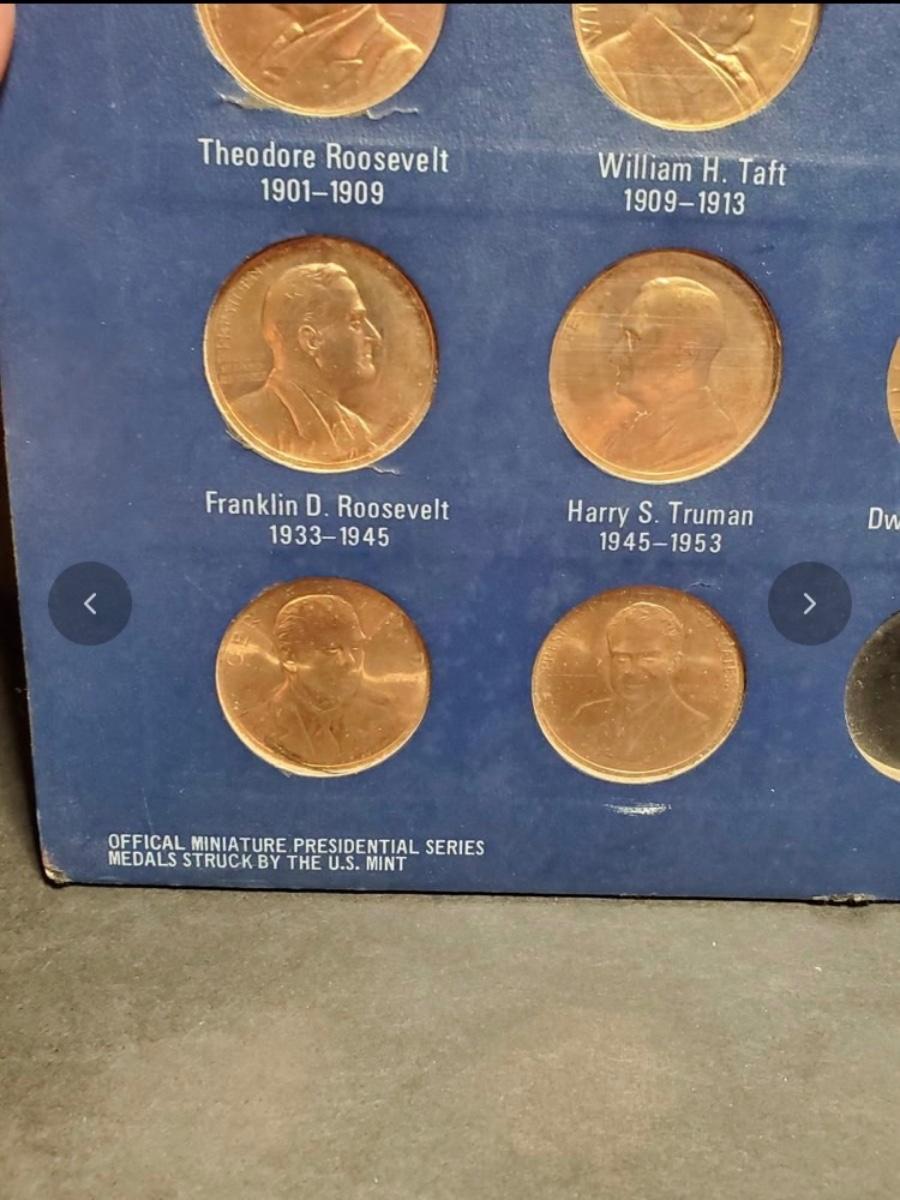 Theodore Roosevelt
1901–1909
William H. Taft
1909–1913
Franklin D. Roosevelt
1933–1945
Harry S. Truman
1945–1953
Dw
OFFICAL MINIATURE PRESIDENTIAL SERIES
MEDALS STRUCK BY THE U.S. MINT